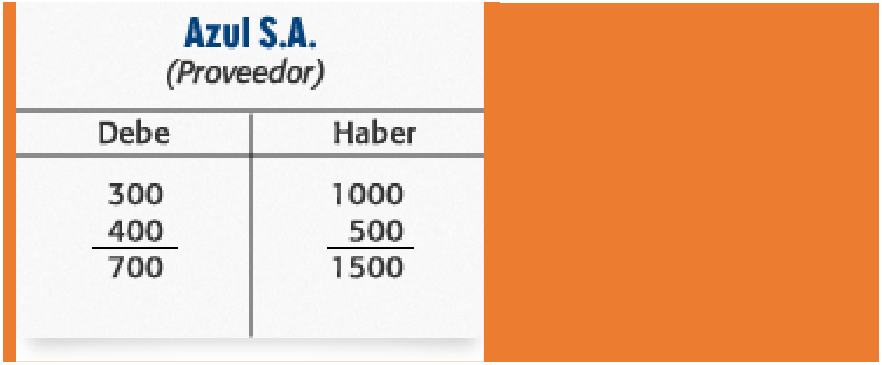 Azul S.A.
(Proveedor)
Debe Haber
300 1000
400 500
700 1500